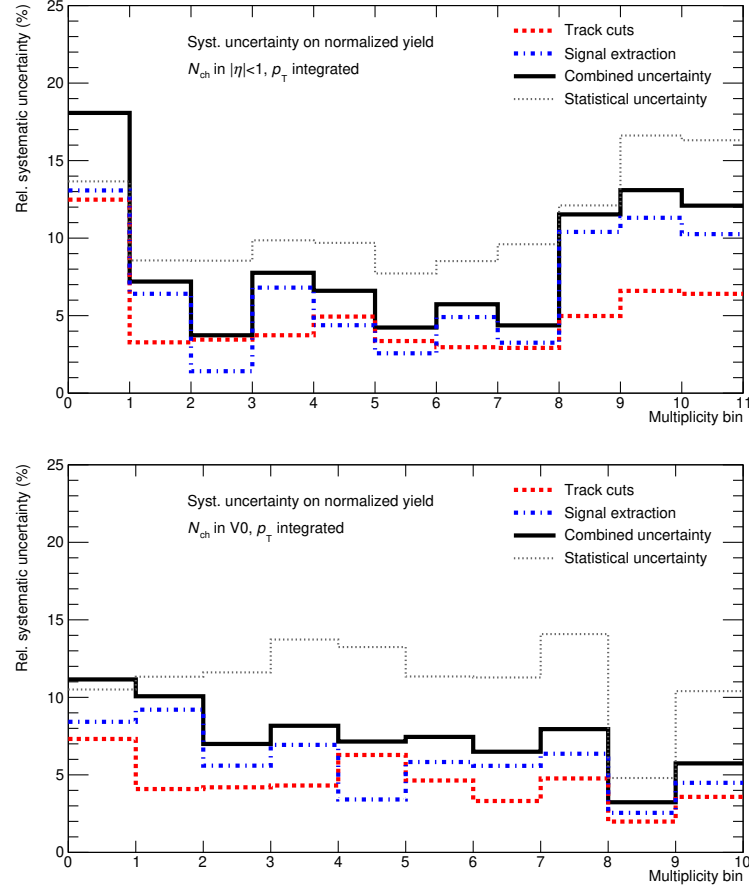 Rel. systematic uncertainty (%)
25
20
15
10
5
0
Syst. uncertainty on normalized yield
N_ch in |η|<1, p_T integrated
Track cuts
Signal extraction
Combined uncertainty
Statistical uncertainty
0 1 2 3 4 5 6 7 8 9 10 11
Multiplicity bin
Rel. systematic uncertainty (%)
25
20
15
10
5
0
Syst. uncertainty on normalized yield
N_ch in V0, p_T integrated
Track cuts
Signal extraction
Combined uncertainty
Statistical uncertainty
0 1 2 3 4 5 6 7 8 9 10
Multiplicity bin